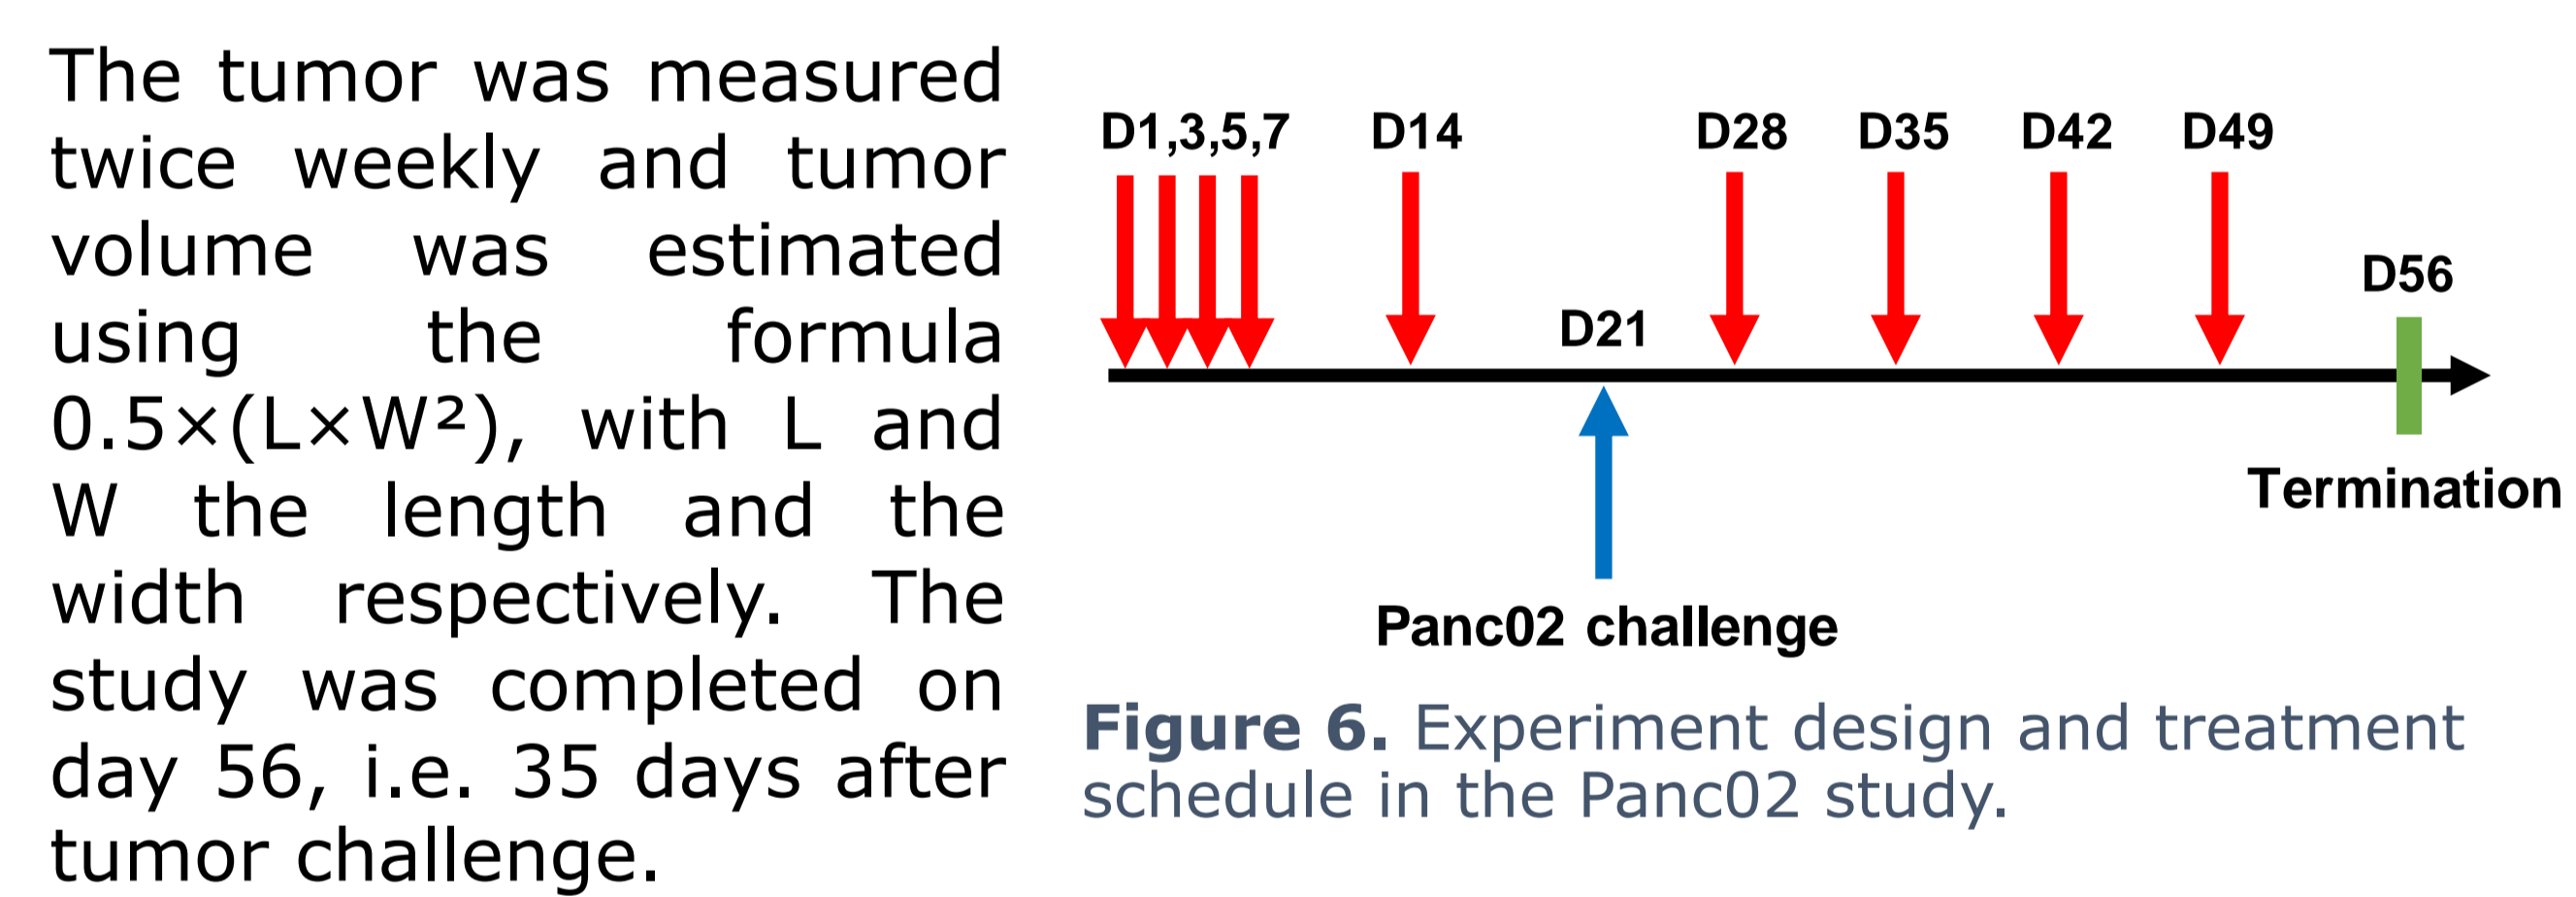 The tumor was measured
twice weekly and tumor
volume was estimated
using the formula
0.5×(L×W²), with L and
W the length and the
width respectively. The
study was completed on
day 56, i.e. 35 days after
tumor challenge.
D1,3,5,7 D14 D28 D35 D42 D49
D56
D21
Termination
Panc02 challenge
Figure 6. Experiment design and treatment
schedule in the Panc02 study.